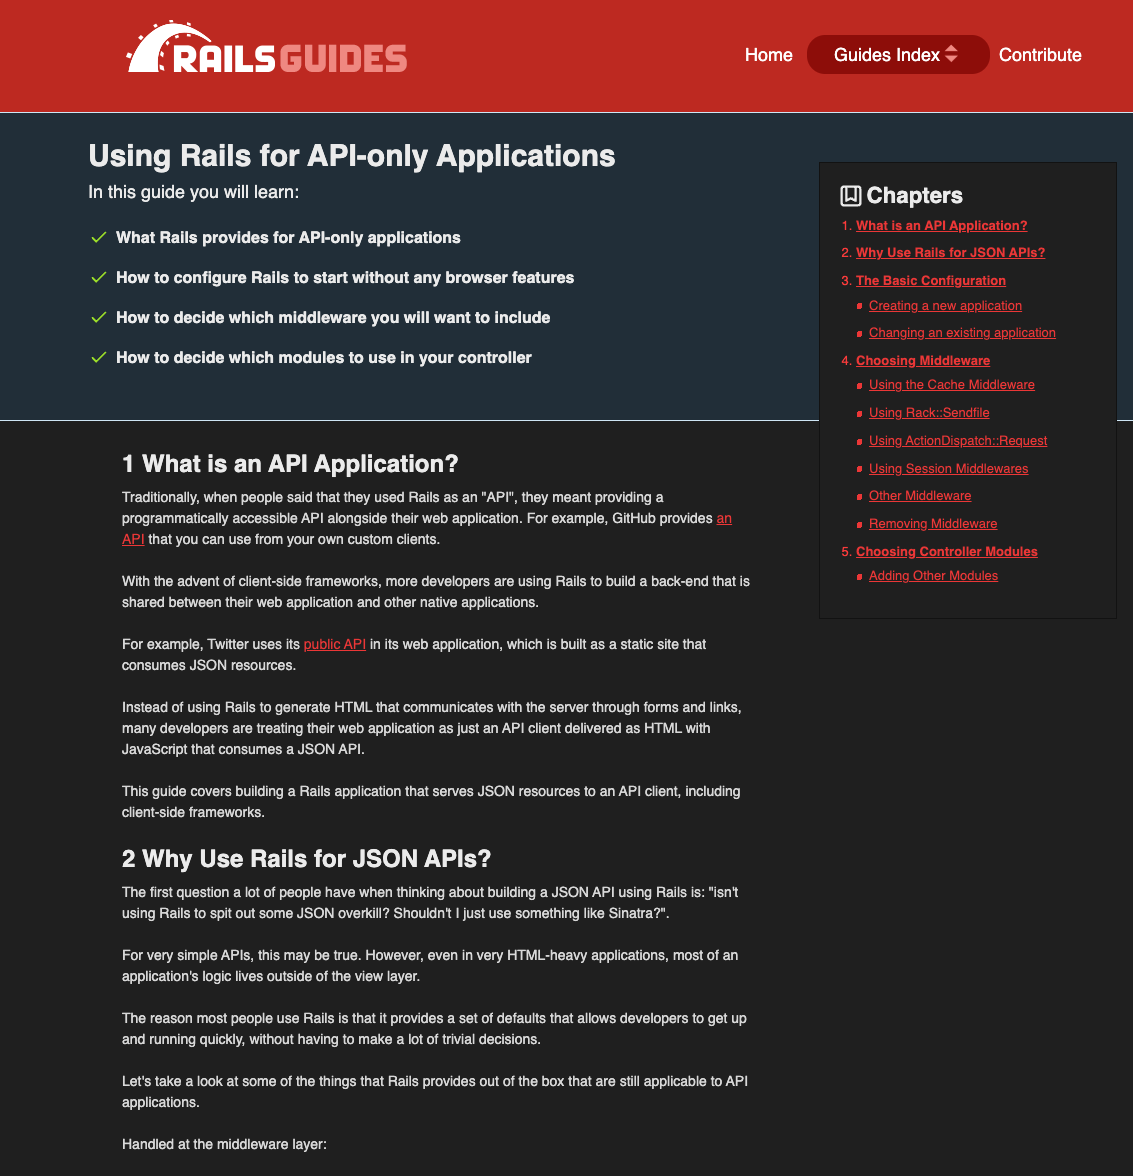 RAILS GUIDES
Home
Guides Index
Contribute
Using Rails for API-only Applications
In this guide you will learn:
What Rails provides for API-only applications
How to configure Rails to start without any browser features
How to decide which middleware you will want to include
How to decide which modules to use in your controller
Chapters
1. What is an API Application?
2. Why Use Rails for JSON APIs?
3. The Basic Configuration
Creating a new application
Changing an existing application
4. Choosing Middleware
Using the Cache Middleware
Using Rack::Sendfile
Using ActionDispatch::Request
Using Session Middlewares
Other Middleware
Removing Middleware
5. Choosing Controller Modules
Adding Other Modules
1 What is an API Application?
Traditionally, when people said that they used Rails as an "API", they meant providing a
programmatically accessible API alongside their web application. For example, GitHub provides an
API that you can use from your own custom clients.
With the advent of client-side frameworks, more developers are using Rails to build a back-end that is
shared between their web application and other native applications.
For example, Twitter uses its public API in its web application, which is built as a static site that
consumes JSON resources.
Instead of using Rails to generate HTML that communicates with the server through forms and links,
many developers are treating their web application as just an API client delivered as HTML with
JavaScript that consumes a JSON API.
This guide covers building a Rails application that serves JSON resources to an API client, including
client-side frameworks.
2 Why Use Rails for JSON APIs?
The first question a lot of people have when thinking about building a JSON API using Rails is: "isn't
using Rails to spit out some JSON overkill? Shouldn't I just use something like Sinatra?".
For very simple APIs, this may be true. However, even in very HTML-heavy applications, most of an
application's logic lives outside of the view layer.
The reason most people use Rails is that it provides a set of defaults that allows developers to get up
and running quickly, without having to make a lot of trivial decisions.
Let's take a look at some of the things that Rails provides out of the box that are still applicable to API
applications.
Handled at the middleware layer: